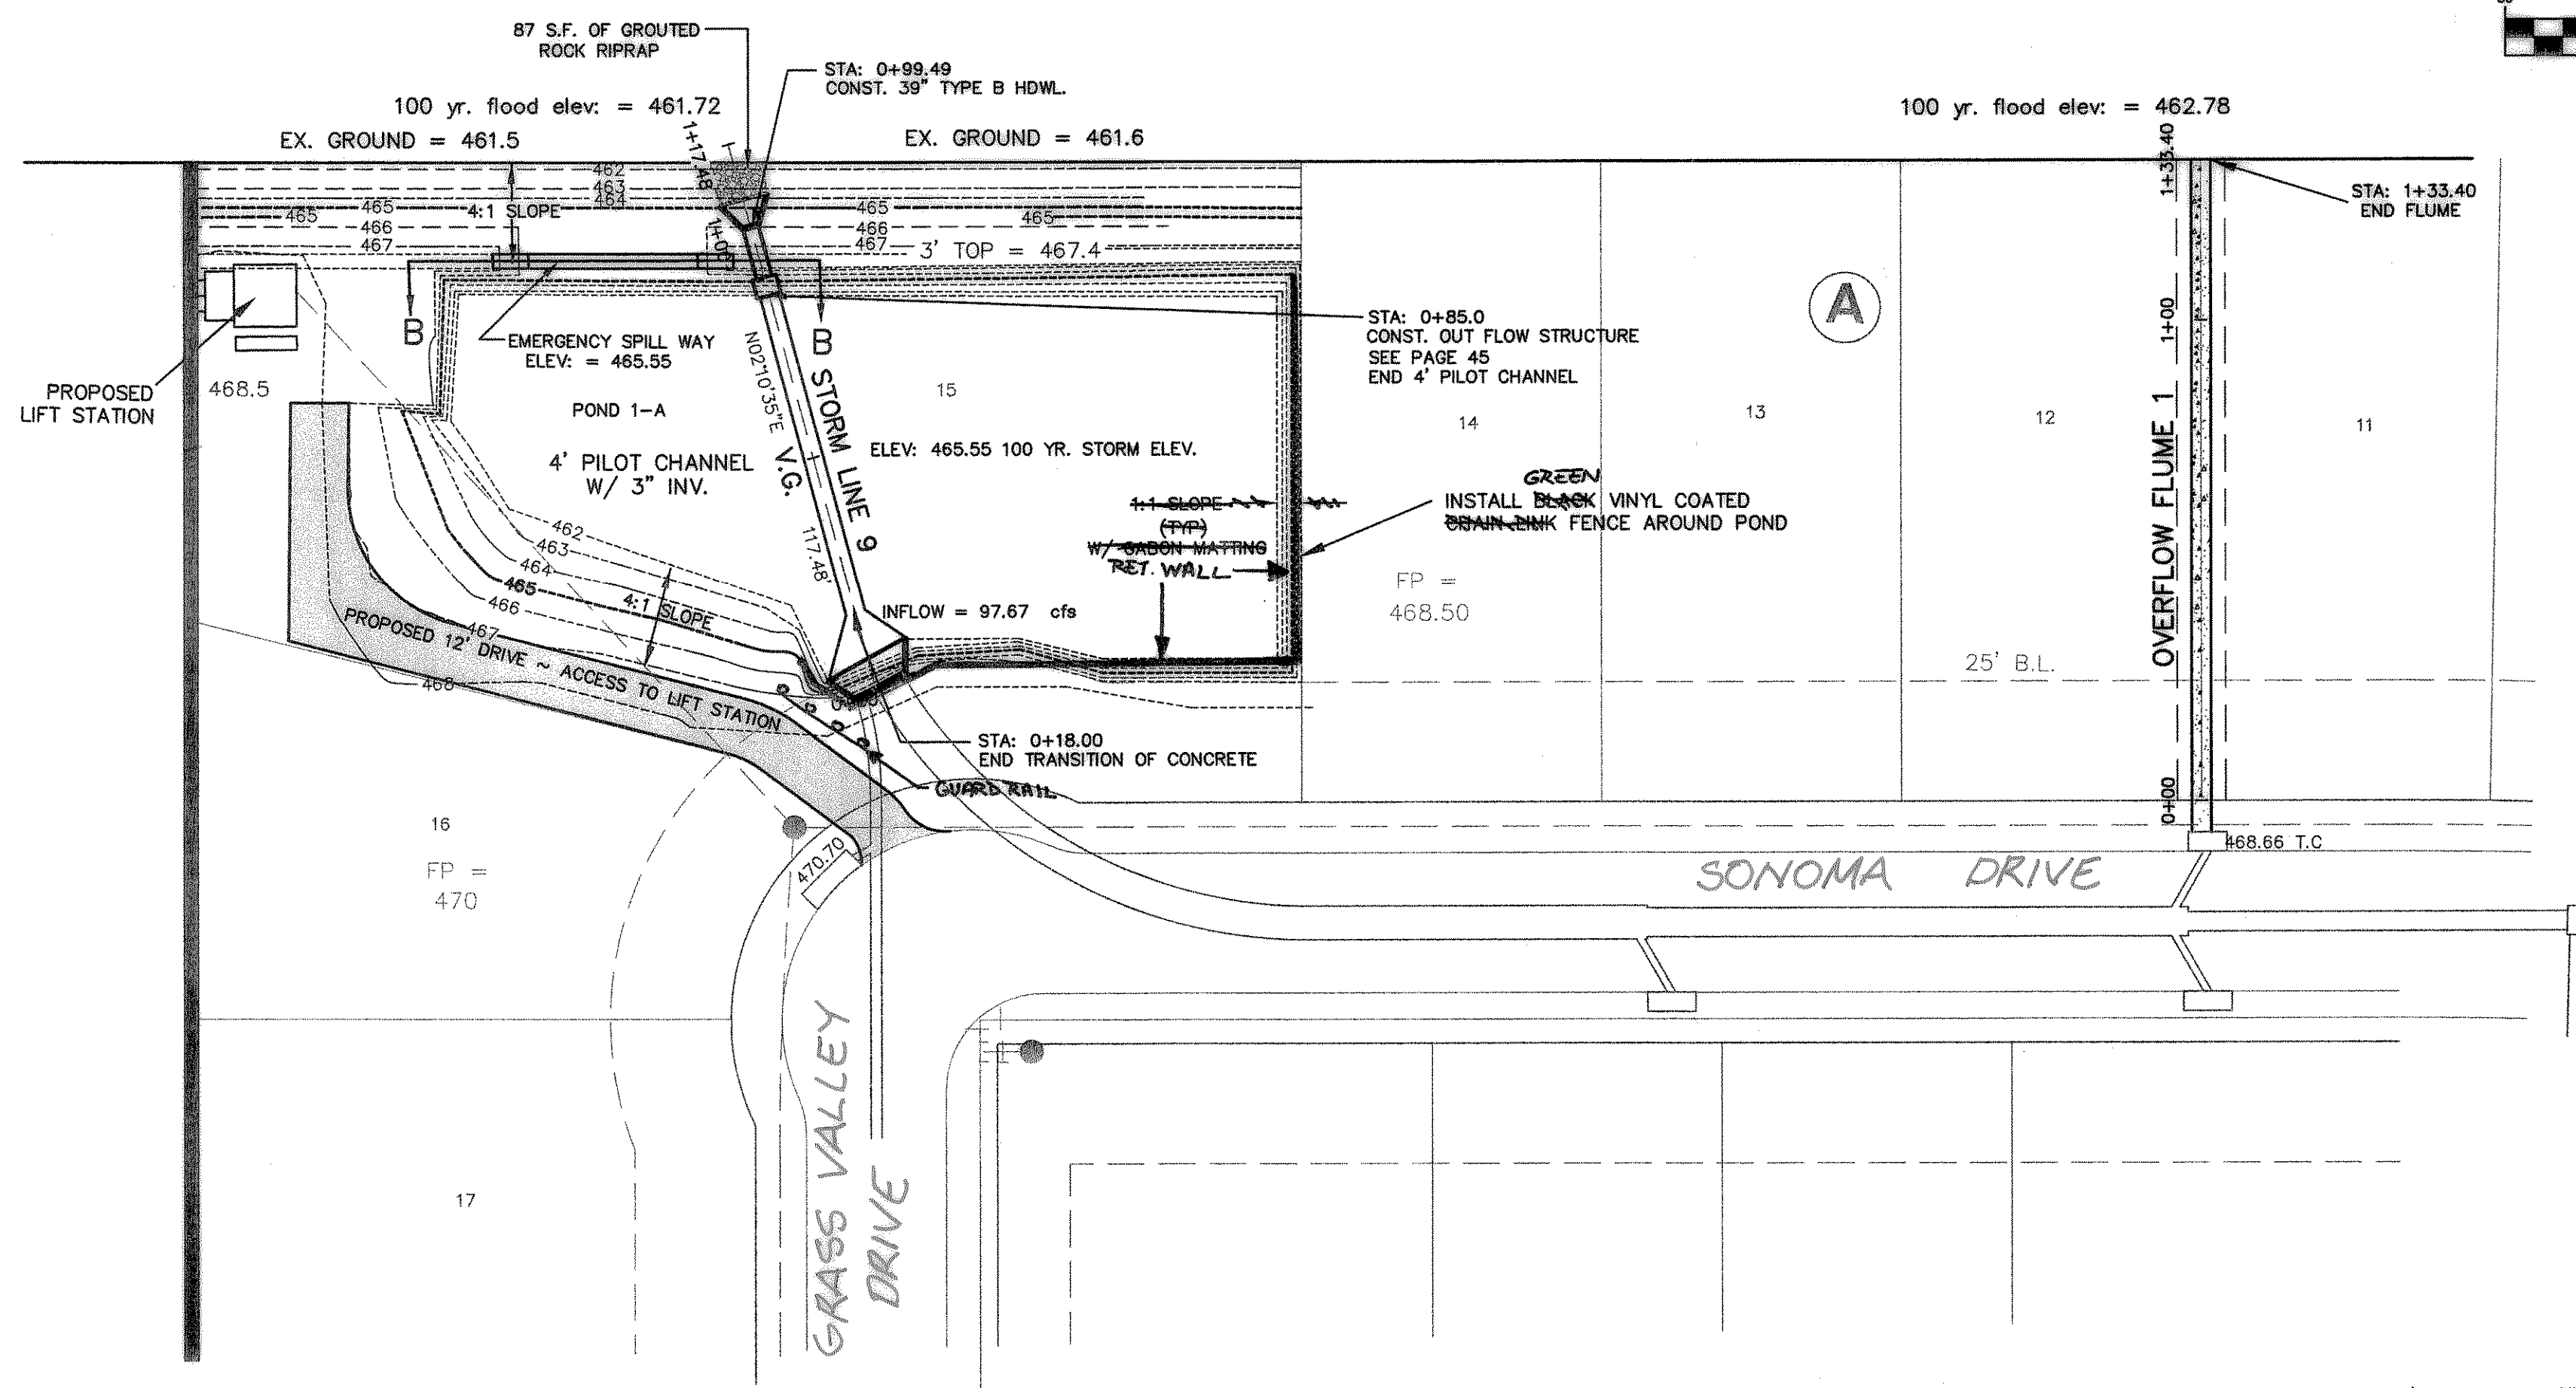 87 S.F. OF GROUTED
ROCK RIPRAP
STA: 0+99.49
CONST. 39" TYPE B HDWL.
100 yr. flood elev: = 461.72
100 yr. flood elev: = 462.78
EX. GROUND = 461.5
EX. GROUND = 461.6
1+17.48
1+33.40
STA: 1+33.40
END FLUME
462
463
464
465
465
4:1 SLOPE
465
465
466
466
467
467
3' TOP = 467.4
1+00
B
B
EMERGENCY SPILL WAY
ELEV: = 465.55
STA: 0+85.0
CONST. OUT FLOW STRUCTURE
SEE PAGE 45
END 4' PILOT CHANNEL
A
1+00
PROPOSED
LIFT STATION
468.5
POND 1-A
N02°10'35"E
V.G.
117.48'
STORM LINE 9
15
14
13
12
11
4' PILOT CHANNEL
W/ 3" INV.
ELEV: 465.55 100 YR. STORM ELEV.
GREEN
INSTALL BLACK VINYL COATED
CHAIN LINK FENCE AROUND POND
1:1 SLOPE
(TYP)
W/ GABON MATTING
RET. WALL
OVERFLOW FLUME 1
462
463
464
465
466
467
468
4:1 SLOPE
FP =
468.50
INFLOW = 97.67 cfs
PROPOSED 12' DRIVE ~ ACCESS TO LIFT STATION
25' B.L.
STA: 0+18.00
END TRANSITION OF CONCRETE
GUARD RAIL
0+00
16
FP =
470
470.70
468.66 T.C
SONOMA DRIVE
17
GRASS VALLEY
DRIVE